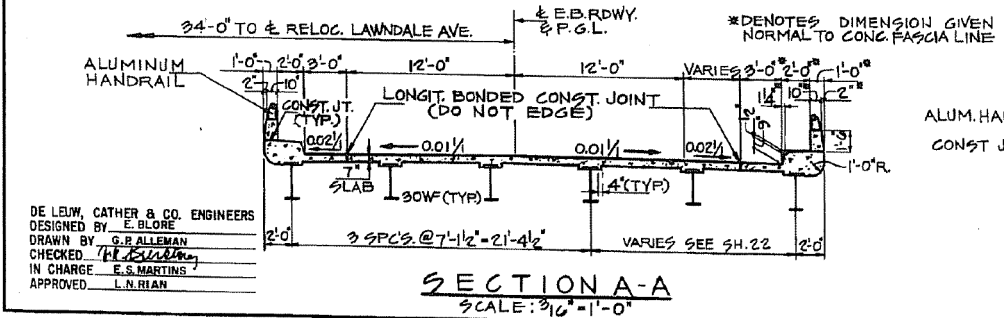 34'-0" TO ℄ RELOC. LAWNDALE AVE.
℄ E.B.RDWY.
& P.G.L.
*DENOTES DIMENSION GIVEN
NORMAL TO CONC. FASCIA LINE
ALUMINUM
HANDRAIL
1'-0" 2'-0" 3'-0" 12'-0" 12'-0" VARIES 3'-0"* 2'-0"* 1'-0"*
2" 10" 1¼" 10" 2"*
CONST. JT.
(TYP.)
LONGIT. BONDED CONST. JOINT
(DO NOT EDGE)
ALUM. HA
CONST J
0.02/1 0.01/1 0.01/1 0.02/1
9"
1'-0"R.
7"
SLAB
30WF (TYP.)
4"(TYP.)
DE LEUW, CATHER & CO. ENGINEERS
DESIGNED BY E. BLORE
DRAWN BY G.P. ALLEMAN
CHECKED
IN CHARGE E.S. MARTINS
APPROVED L.N. RIAN
2'-0" 3 SPC'S. @ 7'-1½" = 21'-4½" VARIES SEE SH. 22 2'-0"
SECTION A-A
SCALE: 3/16" = 1'-0"